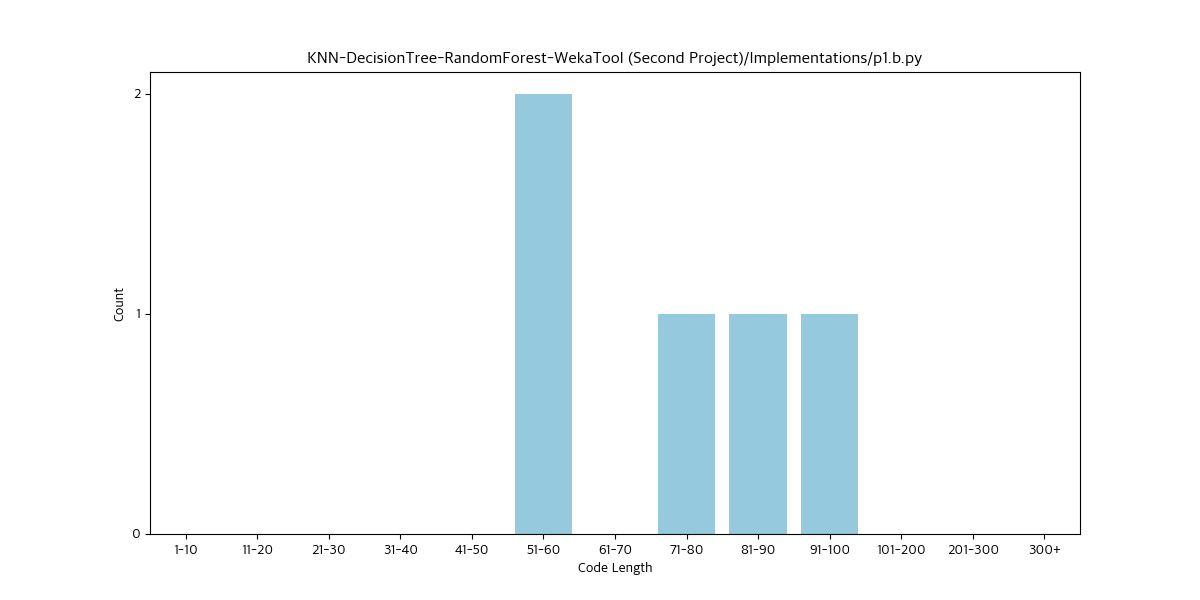 KNN-DecisionTree-RandomForest-WekaTool (Second Project)/Implementations/p1.b.py
2
1
0
Count
1-10 11-20 21-30 31-40 41-50 51-60 61-70 71-80 81-90 91-100 101-200 201-300 300+
Code Length